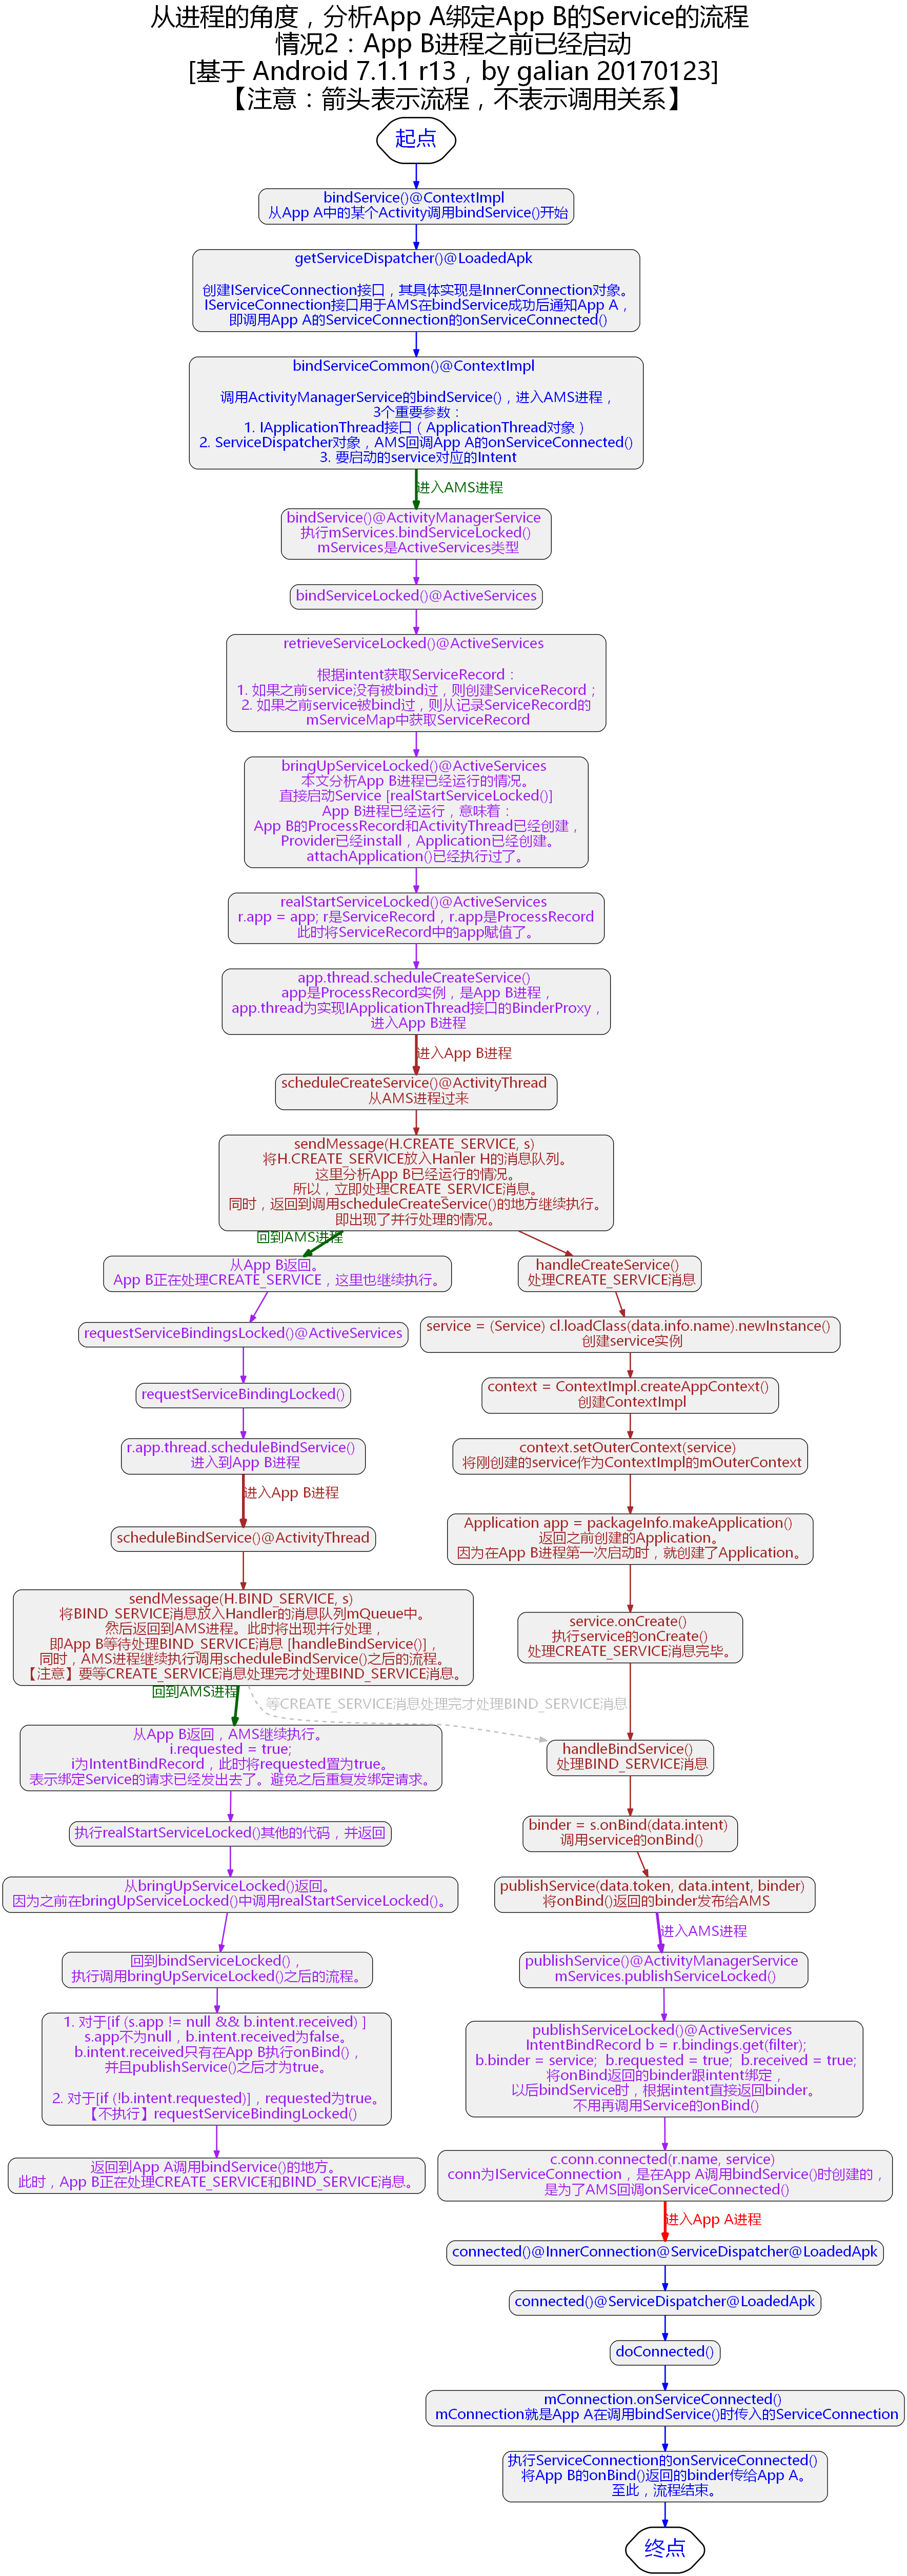 从进程的角度，分析App A绑定App B的Service的流程
情况2：App B进程之前已经启动
[基于 Android 7.1.1 r13，by galian 20170123]
【注意：箭头表示流程，不表示调用关系】
起点
bindService()@ContextImpl
从App A中的某个Activity调用bindService()开始
getServiceDispatcher()@LoadedApk
创建IServiceConnection接口，其具体实现是InnerConnection对象。
IServiceConnection接口用于AMS在bindService成功后通知App A，
即调用App A的ServiceConnection的onServiceConnected()
bindServiceCommon()@ContextImpl
调用ActivityManagerService的bindService()，进入AMS进程，
3个重要参数：
1. IApplicationThread接口（ApplicationThread对象）
2. ServiceDispatcher对象，AMS回调App A的onServiceConnected()
3. 要启动的service对应的Intent
进入AMS进程
bindService()@ActivityManagerService
执行mServices.bindServiceLocked()
mServices是ActiveServices类型
bindServiceLocked()@ActiveServices
retrieveServiceLocked()@ActiveServices
根据intent获取ServiceRecord：
1. 如果之前service没有被bind过，则创建ServiceRecord；
2. 如果之前service被bind过，则从记录ServiceRecord的
mServiceMap中获取ServiceRecord
bringUpServiceLocked()@ActiveServices
本文分析App B进程已经运行的情况。
直接启动Service [realStartServiceLocked()]
App B进程已经运行，意味着：
App B的ProcessRecord和ActivityThread已经创建，
Provider已经install，Application已经创建。
attachApplication()已经执行过了。
realStartServiceLocked()@ActiveServices
r.app = app; r是ServiceRecord，r.app是ProcessRecord
此时将ServiceRecord中的app赋值了。
app.thread.scheduleCreateService()
app是ProcessRecord实例，是App B进程，
app.thread为实现IApplicationThread接口的BinderProxy，
进入App B进程
进入App B进程
scheduleCreateService()@ActivityThread
从AMS进程过来
sendMessage(H.CREATE_SERVICE, s)
将H.CREATE_SERVICE放入Hanler H的消息队列。
这里分析App B已经运行的情况。
所以，立即处理CREATE_SERVICE消息。
同时，返回到调用scheduleCreateService()的地方继续执行。
即出现了并行处理的情况。
回到AMS进程
从App B返回。
App B正在处理CREATE_SERVICE，这里也继续执行。
requestServiceBindingsLocked()@ActiveServices
requestServiceBindingLocked()
r.app.thread.scheduleBindService()
进入到App B进程
进入App B进程
scheduleBindService()@ActivityThread
sendMessage(H.BIND_SERVICE, s)
将BIND_SERVICE消息放入Handler的消息队列mQueue中。
然后返回到AMS进程。此时将出现并行处理，
即App B等待处理BIND_SERVICE消息 [handleBindService()]，
同时，AMS进程继续执行调用scheduleBindService()之后的流程。
【注意】要等CREATE_SERVICE消息处理完才处理BIND_SERVICE消息。
回到AMS进程
从App B返回，AMS继续执行。
i.requested = true;
i为IntentBindRecord，此时将requested置为true。
表示绑定Service的请求已经发出去了。避免之后重复发绑定请求。
执行realStartServiceLocked()其他的代码，并返回
从bringUpServiceLocked()返回。
因为之前在bringUpServiceLocked()中调用realStartServiceLocked()。
回到bindServiceLocked()，
执行调用bringUpServiceLocked()之后的流程。
1. 对于[if (s.app != null && b.intent.received) ]
s.app不为null，b.intent.received为false。
b.intent.received只有在App B执行onBind()，
并且publishService()之后才为true。
2. 对于[if (!b.intent.requested)]，requested为true。
【不执行】requestServiceBindingLocked()
返回到App A调用bindService()的地方。
此时，App B正在处理CREATE_SERVICE和BIND_SERVICE消息。
handleCreateService()
处理CREATE_SERVICE消息
service = (Service) cl.loadClass(data.info.name).newInstance()
创建service实例
context = ContextImpl.createAppContext()
创建ContextImpl
context.setOuterContext(service)
将刚创建的service作为ContextImpl的mOuterContext
Application app = packageInfo.makeApplication()
返回之前创建的Application。
因为在App B进程第一次启动时，就创建了Application。
service.onCreate()
执行service的onCreate()
处理CREATE_SERVICE消息完毕。
等CREATE_SERVICE消息处理完才处理BIND_SERVICE消息
handleBindService()
处理BIND_SERVICE消息
binder = s.onBind(data.intent)
调用service的onBind()
publishService(data.token, data.intent, binder)
将onBind()返回的binder发布给AMS
进入AMS进程
publishService()@ActivityManagerService
mServices.publishServiceLocked()
publishServiceLocked()@ActiveServices
IntentBindRecord b = r.bindings.get(filter);
b.binder = service;  b.requested = true;  b.received = true;
将onBind返回的binder跟intent绑定，
以后bindService时，根据intent直接返回binder。
不用再调用Service的onBind()
c.conn.connected(r.name, service)
conn为IServiceConnection，是在App A调用bindService()时创建的，
是为了AMS回调onServiceConnected()
进入App A进程
connected()@InnerConnection@ServiceDispatcher@LoadedApk
connected()@ServiceDispatcher@LoadedApk
doConnected()
mConnection.onServiceConnected()
mConnection就是App A在调用bindService()时传入的ServiceConnection
执行ServiceConnection的onServiceConnected()
将App B的onBind()返回的binder传给App A。
至此，流程结束。
终点